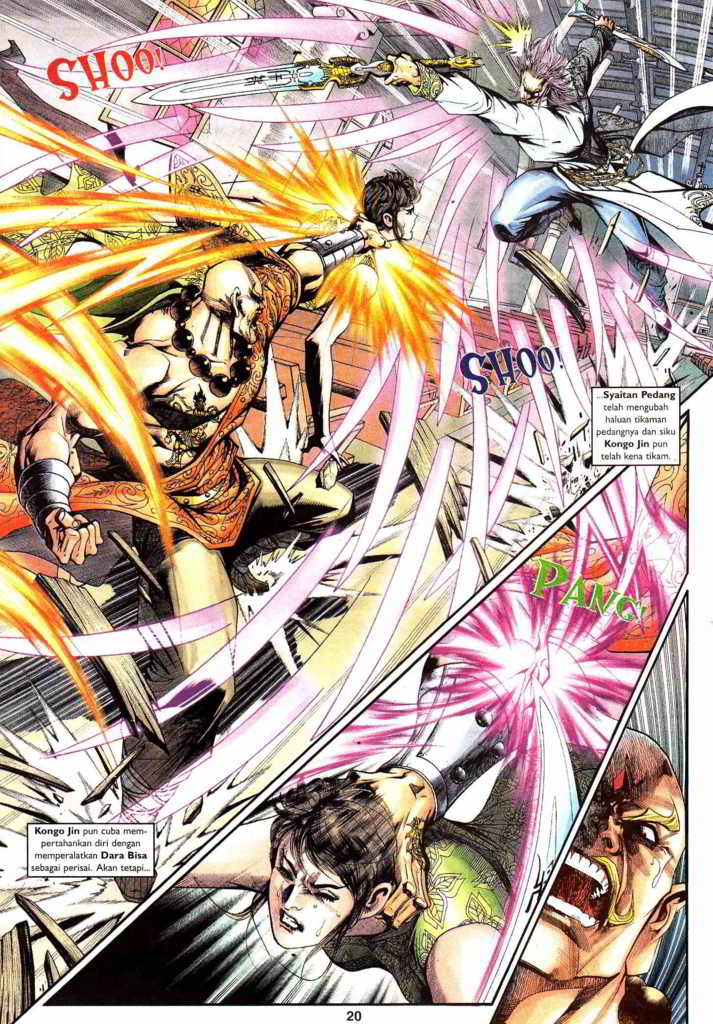 SHOO!
SHOO!
Kongo Jin pun cuba mem-
pertahankan diri dengan
memperalatkan Dara Bisa
sebagai perisai. Akan tetapi...
...Syaitan Pedang
telah mengubah
haluan tikaman
pedangnya dan siku
Kongo Jin pun
telah kena tikam.
PANG!
20